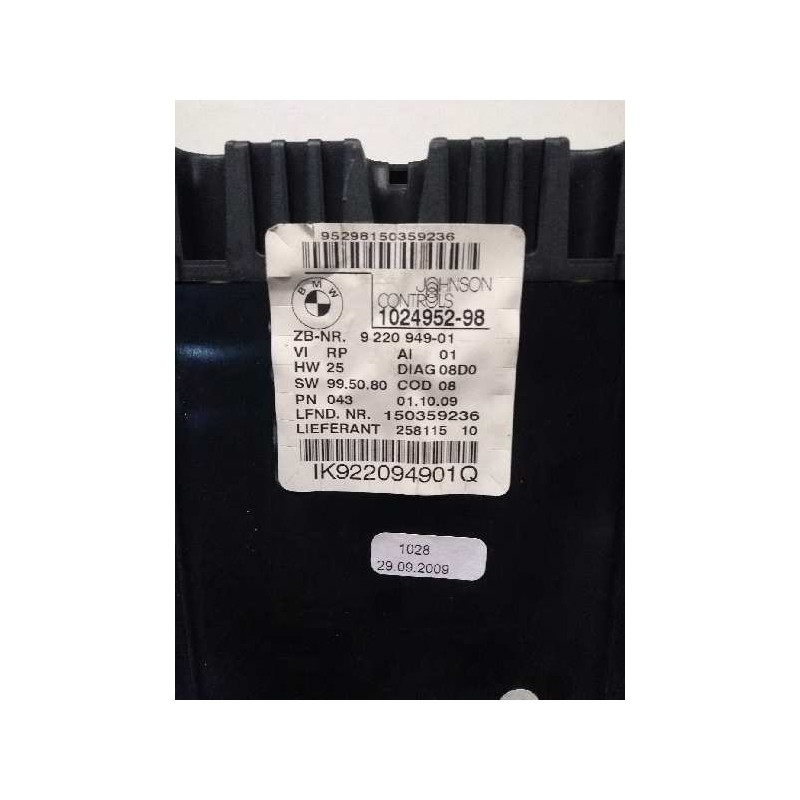 95298150359236
BMW
JOHNSON
CONTROLS
1024952-98
ZB-NR. 9 220 949-01
VI RP AI 01
HW 25 DIAG 08D0
SW 99.50.80 COD 08
PN 043 01.10.09
LFND. NR. 150359236
LIEFERANT 258115 10
IK922094901Q
1028
29.09.2009